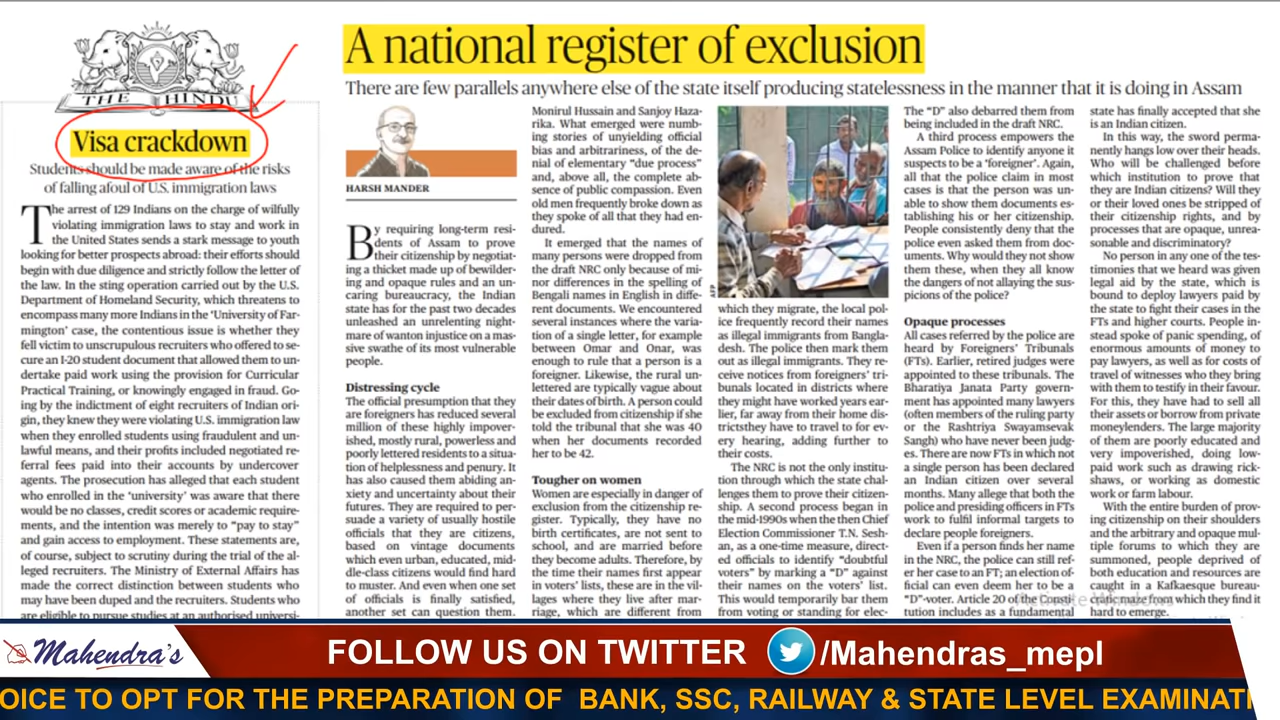 THE HINDU
Visa crackdown
Students should be made aware of the risks
of falling afoul of U.S. immigration laws
The arrest of 129 Indians on the charge of wilfully
violating immigration laws to stay and work in
the United States sends a stark message to youth
looking for better prospects abroad: their efforts should
begin with due diligence and strictly follow the letter of
the law. In the sting operation carried out by the U.S.
Department of Homeland Security, which threatens to
encompass many more Indians in the 'University of Far-
mington' case, the contentious issue is whether they
fell victim to unscrupulous recruiters who offered to se-
cure an I-20 student document that allowed them to un-
dertake paid work using the provision for Curricular
Practical Training, or knowingly engaged in fraud. Go-
ing by the indictment of eight recruiters of Indian ori-
gin, they knew they were violating U.S. immigration law
when they enrolled students using fraudulent and un-
lawful means, and their profits included negotiated re-
ferral fees paid into their accounts by undercover
agents. The prosecution has alleged that each student
who enrolled in the 'university' was aware that there
would be no classes, credit scores or academic require-
ments, and the intention was merely to "pay to stay"
and gain access to employment. These statements are,
of course, subject to scrutiny during the trial of the al-
leged recruiters. The Ministry of External Affairs has
made the correct distinction between students who
may have been duped and the recruiters. Students who
are eligible to pursue studies at an authorised universi-
A national register of exclusion
There are few parallels anywhere else of the state itself producing statelessness in the manner that it is doing in Assam
HARSH MANDER
By requiring long-term resi-
dents of Assam to prove
their citizenship by negotiat-
ing a thicket made up of bewilder-
ing and opaque rules and an un-
caring bureaucracy, the Indian
state has for the past two decades
unleashed an unrelenting night-
mare of wanton injustice on a mas-
sive swathe of its most vulnerable
people.
Distressing cycle
The official presumption that they
are foreigners has reduced several
million of these highly impover-
ished, mostly rural, powerless and
poorly lettered residents to a situa-
tion of helplessness and penury. It
has also caused them abiding an-
xiety and uncertainty about their
futures. They are required to per-
suade a variety of usually hostile
officials that they are citizens,
based on vintage documents
which even urban, educated, mid-
dle-class citizens would find hard
to muster. And even when one set
of officials is finally satisfied,
another set can question them.
Monirul Hussain and Sanjoy Haza-
rika. What emerged were numb-
ing stories of unyielding official
bias and arbitrariness, of the de-
nial of elementary "due process"
and, above all, the complete ab-
sence of public compassion. Even
old men frequently broke down as
they spoke of all that they had en-
dured.
It emerged that the names of
many persons were dropped from
the draft NRC only because of mi-
nor differences in the spelling of
Bengali names in English in diffe-
rent documents. We encountered
several instances where the varia-
tion of a single letter, for example
between Omar and Onar, was
enough to rule that a person is a
foreigner. Likewise, the rural un-
lettered are typically vague about
their dates of birth. A person could
be excluded from citizenship if she
told the tribunal that she was 40
when her documents recorded
her to be 42.
Tougher on women
Women are especially in danger of
exclusion from the citizenship re-
gister. Typically, they have no
birth certificates, are not sent to
school, and are married before
they become adults. Therefore, by
the time their names first appear
in voters' lists, these are in the vil-
lages where they live after mar-
riage, which are different from
AFP
which they migrate, the local pol-
ice frequently record their names
as illegal immigrants from Bangla-
desh. The police then mark them
out as illegal immigrants. They re-
ceive notices from foreigners' tri-
bunals located in districts where
they might have worked years ear-
lier, far away from their home dis-
trictsthey have to travel to for ev-
ery hearing, adding further to
their costs.
The NRC is not the only institu-
tion through which the state chal-
lenges them to prove their citizen-
ship. A second process began in
the mid-1990s when the then Chief
Election Commissioner T.N. Sesh-
an, as a one-time measure, direct-
ed officials to identify "doubtful
voters" by marking a "D" against
their names on the voters' list.
This would temporarily bar them
from voting or standing for elec-
The "D" also debarred them from
being included in the draft NRC.
A third process empowers the
Assam Police to identify anyone it
suspects to be a 'foreigner'. Again,
all that the police claim in most
cases is that the person was un-
able to show them documents es-
tablishing his or her citizenship.
People consistently deny that the
police even asked them from doc-
uments. Why would they not show
them these, when they all know
the dangers of not allaying the sus-
picions of the police?
Opaque processes
All cases referred by the police are
heard by Foreigners' Tribunals
(FTs). Earlier, retired judges were
appointed to these tribunals. The
Bharatiya Janata Party govern-
ment has appointed many lawyers
(often members of the ruling party
or the Rashtriya Swayamsevak
Sangh) who have never been judg-
es. There are now FTs in which not
a single person has been declared
an Indian citizen over several
months. Many allege that both the
police and presiding officers in FTs
work to fulfil informal targets to
declare people foreigners.
Even if a person finds her name
in the NRC, the police can still ref-
er her case to an FT; an election of-
ficial can even deem her to be a
"D"-voter. Article 20 of the Consti-
tution includes as a fundamental
state has finally accepted that she
is an Indian citizen.
In this way, the sword perma-
nently hangs low over their heads.
Who will be challenged before
which institution to prove that
they are Indian citizens? Will they
or their loved ones be stripped of
their citizenship rights, and by
processes that are opaque, unrea-
sonable and discriminatory?
No person in any one of the tes-
timonies that we heard was given
legal aid by the state, which is
bound to deploy lawyers paid by
the state to fight their cases in the
FTs and higher courts. People in-
stead spoke of panic spending, of
enormous amounts of money to
pay lawyers, as well as for costs of
travel of witnesses who they bring
with them to testify in their favour.
For this, they have had to sell all
their assets or borrow from private
moneylenders. The large majority
of them are poorly educated and
very impoverished, doing low-
paid work such as drawing rick-
shaws, or working as domestic
work or farm labour.
With the entire burden of prov-
ing citizenship on their shoulders
and the arbitrary and opaque mul-
tiple forums to which they are
summoned, people deprived of
both education and resources are
caught in a Kafkaesque bureau-
from which they find it
hard to emerge.
Mahendra's
FOLLOW US ON TWITTER
/Mahendras_mepl
OICE TO OPT FOR THE PREPARATION OF BANK, SSC, RAILWAY & STATE LEVEL EXAMINATI